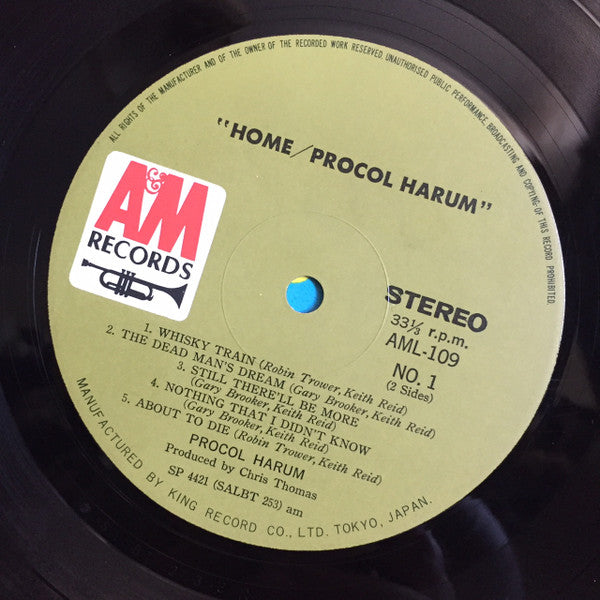 ALL RIGHTS OF THE MANUFACTURER AND OF THE OWNER OF THE RECORDED WORK RESERVED. UNAUTHORISED PUBLIC PERFORMANCE, BROADCASTING AND COPYING OF THIS RECORD PROHIBITED.
"HOME/PROCOL HARUM"
A&M
RECORDS
STEREO
33⅓ r.p.m.
AML-109
NO. 1
(2 Sides)
1. WHISKY TRAIN (Robin Trower, Keith Reid)
2. THE DEAD MAN'S DREAM (Gary Brooker, Keith Reid)
3. STILL THERE'LL BE MORE
(Gary Brooker, Keith Reid)
4. NOTHING THAT I DIDN'T KNOW
(Gary Brooker, Keith Reid)
5. ABOUT TO DIE (Robin Trower, Keith Reid)
PROCOL HARUM
Produced by Chris Thomas
SP 4421 (SALBT 253) am
MANUFACTURED BY KING RECORD CO., LTD. TOKYO, JAPAN.